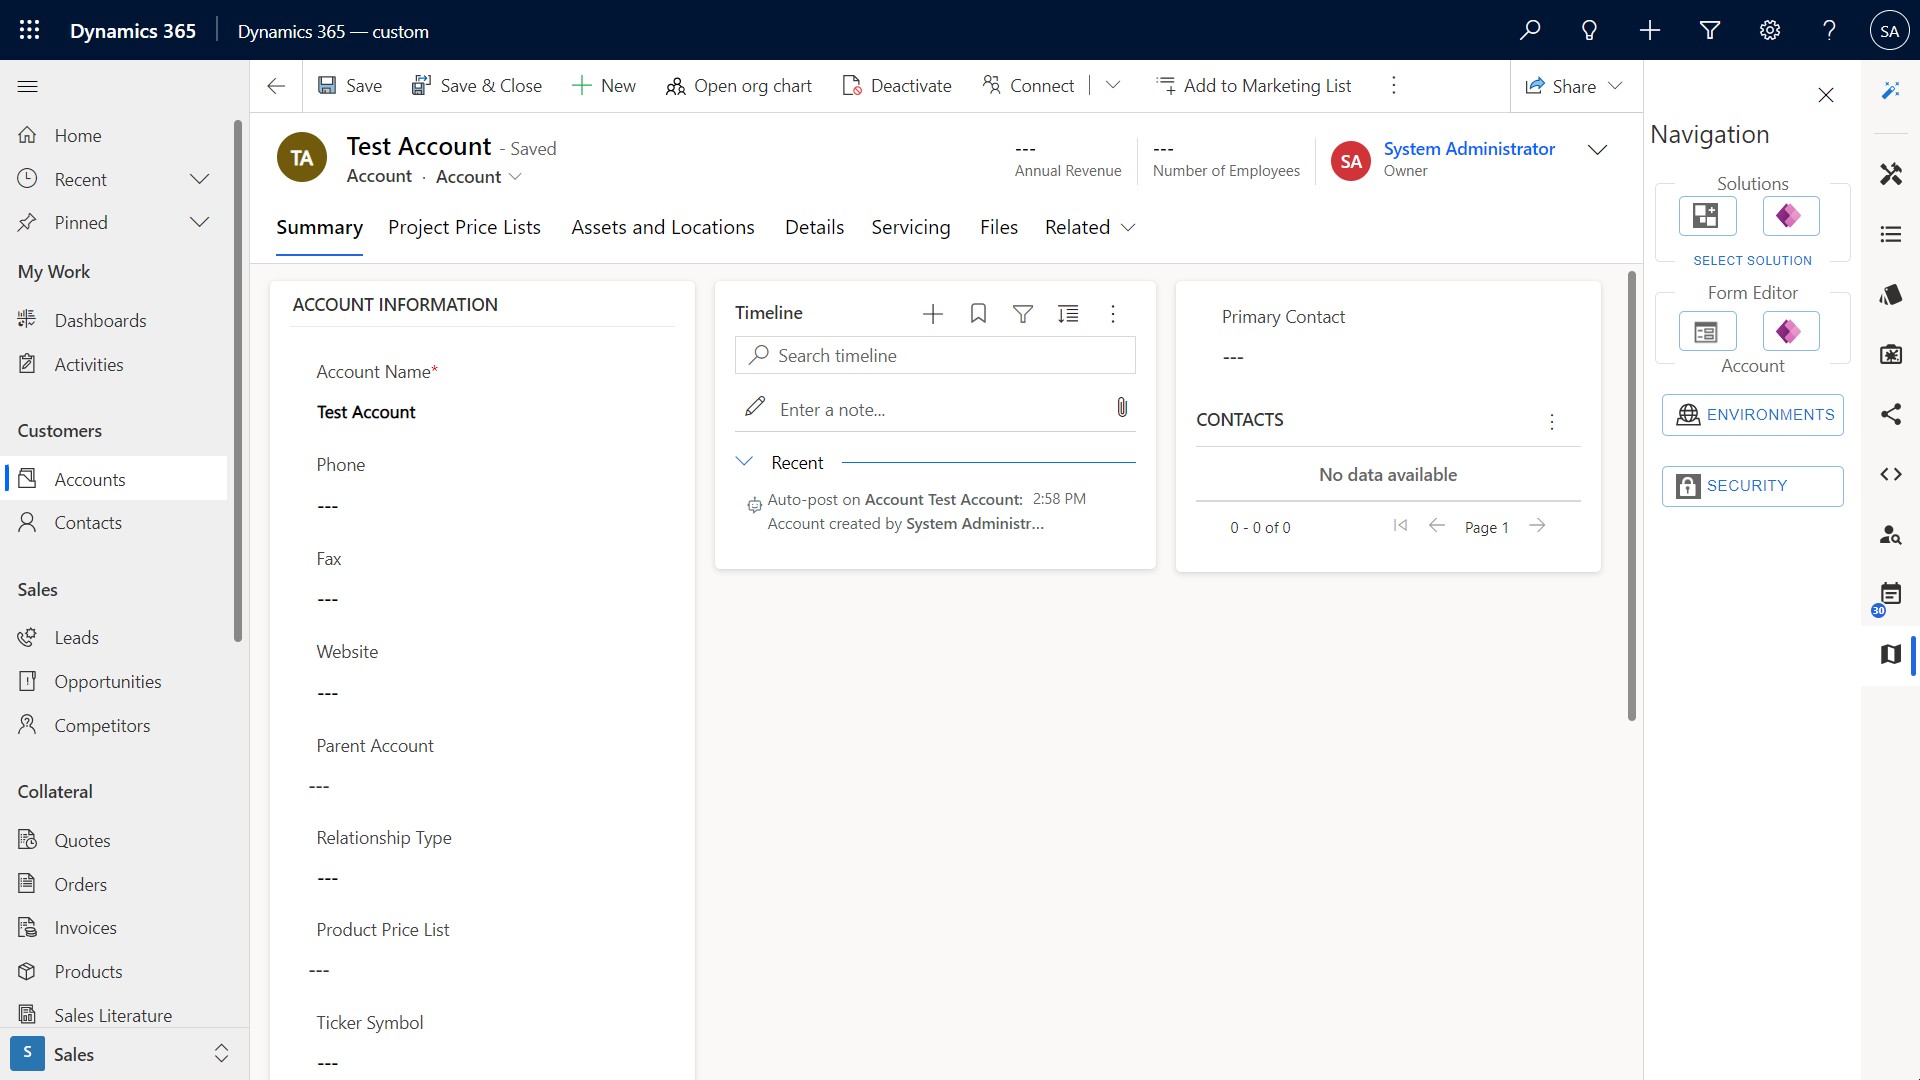 Dynamics 365
Dynamics 365 — custom
SA
Save
Save & Close
New
Open org chart
Deactivate
Connect
Add to Marketing List
Share
Home
Recent
Pinned
My Work
Dashboards
Activities
Customers
Accounts
Contacts
Sales
Leads
Opportunities
Competitors
Collateral
Quotes
Orders
Invoices
Products
Sales Literature
S
Sales
TA
Test Account - Saved
Account · Account
---
Annual Revenue
---
Number of Employees
SA
System Administrator
Owner
Summary
Project Price Lists
Assets and Locations
Details
Servicing
Files
Related
ACCOUNT INFORMATION
Account Name*
Test Account
Phone
---
Fax
---
Website
---
Parent Account
---
Relationship Type
---
Product Price List
---
Ticker Symbol
---
Timeline
Search timeline
Enter a note...
Recent
Auto-post on Account Test Account: 2:58 PM
Account created by System Administr...
Primary Contact
---
CONTACTS
No data available
0 - 0 of 0
Page 1
Navigation
Solutions
SELECT SOLUTION
Form Editor
Account
ENVIRONMENTS
SECURITY
30